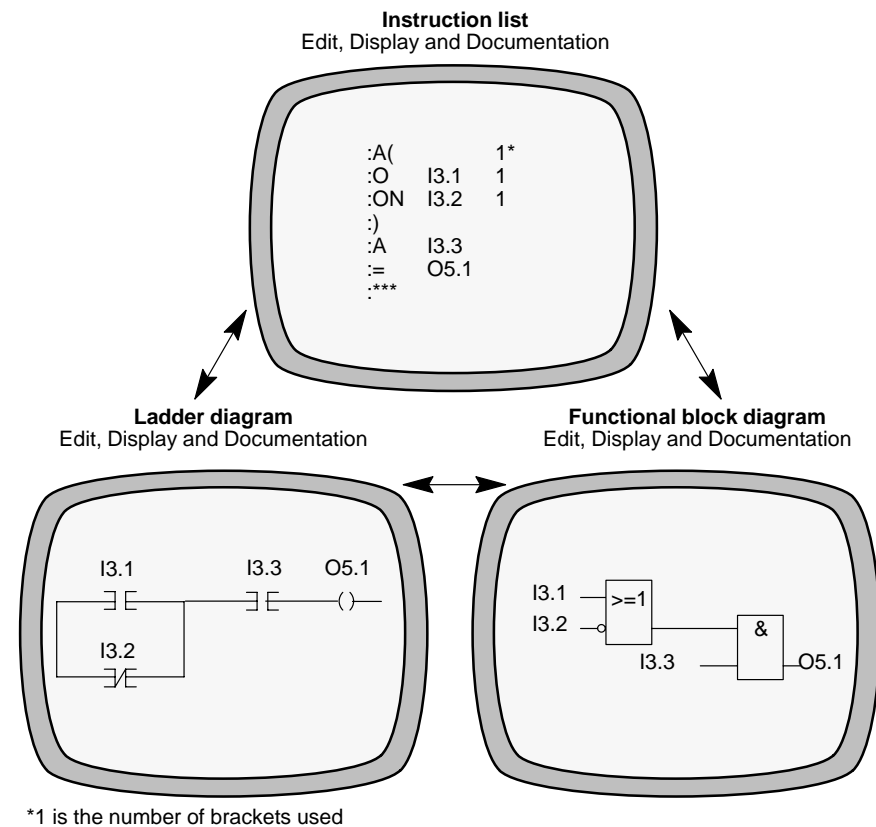 Instruction list
Edit, Display and Documentation
:A( 1*
:O I3.1 1
:ON I3.2 1
:)
:A I3.3
:= O5.1
:***
Ladder diagram
Edit, Display and Documentation
Functional block diagram
Edit, Display and Documentation
I3.1 I3.3 O5.1
I3.2
I3.1 >=1
I3.2 &
I3.3 O5.1
*1 is the number of brackets used